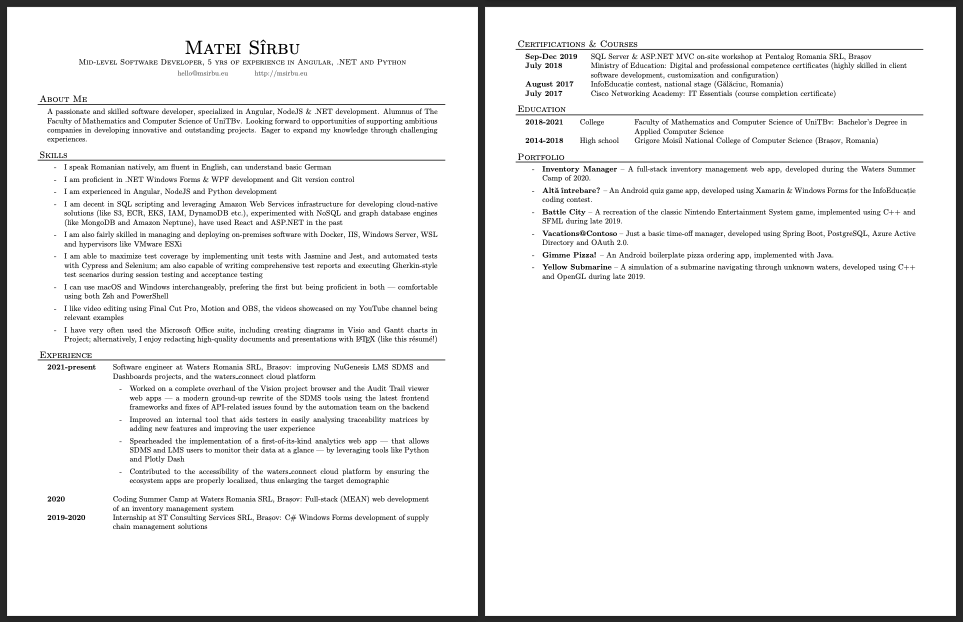 Matei Sîrbu
Mid-level Software Developer, 5 yrs of experience in Angular, .NET and Python
hello@msirbu.eu http://msirbu.eu
About Me
A passionate and skilled software developer, specialized in Angular, NodeJS & .NET development. Alumnus of The
Faculty of Mathematics and Computer Science of UniTBv. Looking forward to opportunities of supporting ambitious
companies in developing innovative and outstanding projects. Eager to expand my knowledge through challenging
experiences.
Skills
- I speak Romanian natively, am fluent in English, can understand basic German
- I am proficient in .NET Windows Forms & WPF development and Git version control
- I am experienced in Angular, NodeJS and Python development
- I am decent in SQL scripting and leveraging Amazon Web Services infrastructure for developing cloud-native
solutions (like S3, ECR, EKS, IAM, DynamoDB etc.), experimented with NoSQL and graph database engines
(like MongoDB and Amazon Neptune), have used React and ASP.NET in the past
- I am also fairly skilled in managing and deploying on-premises software with Docker, IIS, Windows Server, WSL
and hypervisors like VMware ESXi
- I am able to maximize test coverage by implementing unit tests with Jasmine and Jest, and automated tests
with Cypress and Selenium; am also capable of writing comprehensive test reports and executing Gherkin-style
test scenarios during session testing and acceptance testing
- I can use macOS and Windows interchangeably, prefering the first but being proficient in both — comfortable
using both Zsh and PowerShell
- I like video editing using Final Cut Pro, Motion and OBS, the videos showcased on my YouTube channel being
relevant examples
- I have very often used the Microsoft Office suite, including creating diagrams in Visio and Gantt charts in
Project; alternatively, I enjoy redacting high-quality documents and presentations with LATEX (like this résumé!)
Experience
2021-present Software engineer at Waters Romania SRL, Brașov: improving NuGenesis LMS SDMS and
Dashboards projects, and the waters_connect cloud platform
- Worked on a complete overhaul of the Vision project browser and the Audit Trail viewer
web apps — a modern ground-up rewrite of the SDMS tools using the latest frontend
frameworks and fixes of API-related issues found by the automation team on the backend
- Improved an internal tool that aids testers in easily analysing traceability matrices by
adding new features and improving the user experience
- Spearheaded the implementation of a first-of-its-kind analytics web app — that allows
SDMS and LMS users to monitor their data at a glance — by leveraging tools like Python
and Plotly Dash
- Contributed to the accessibility of the waters_connect cloud platform by ensuring the
ecosystem apps are properly localized, thus enlarging the target demographic
2020 Coding Summer Camp at Waters Romania SRL, Brașov: Full-stack (MEAN) web development
of an inventory management system
2019-2020 Internship at ST Consulting Services SRL, Brașov: C# Windows Forms development of supply
chain management solutions
Certifications & Courses
Sep-Dec 2019 SQL Server & ASP.NET MVC on-site workshop at Pentalog Romania SRL, Brașov
July 2018 Ministry of Education: Digital and professional competence certificates (highly skilled in client
software development, customization and configuration)
August 2017 InfoEducație contest, national stage (Gălăciuc, Romania)
July 2017 Cisco Networking Academy: IT Essentials (course completion certificate)
Education
2018-2021 College Faculty of Mathematics and Computer Science of UniTBv: Bachelor's Degree in
Applied Computer Science
2014-2018 High school Grigore Moisil National College of Computer Science (Brașov, Romania)
Portfolio
- Inventory Manager – A full-stack inventory management web app, developed during the Waters Summer
Camp of 2020.
- Altă întrebare? – An Android quiz game app, developed using Xamarin & Windows Forms for the InfoEducație
coding contest.
- Battle City – A recreation of the classic Nintendo Entertainment System game, implemented using C++ and
SFML during late 2019.
- Vacations@Contoso – Just a basic time-off manager, developed using Spring Boot, PostgreSQL, Azure Active
Directory and OAuth 2.0.
- Gimme Pizza! – An Android boilerplate pizza ordering app, implemented with Java.
- Yellow Submarine – A simulation of a submarine navigating through unknown waters, developed using C++
and OpenGL during late 2019.